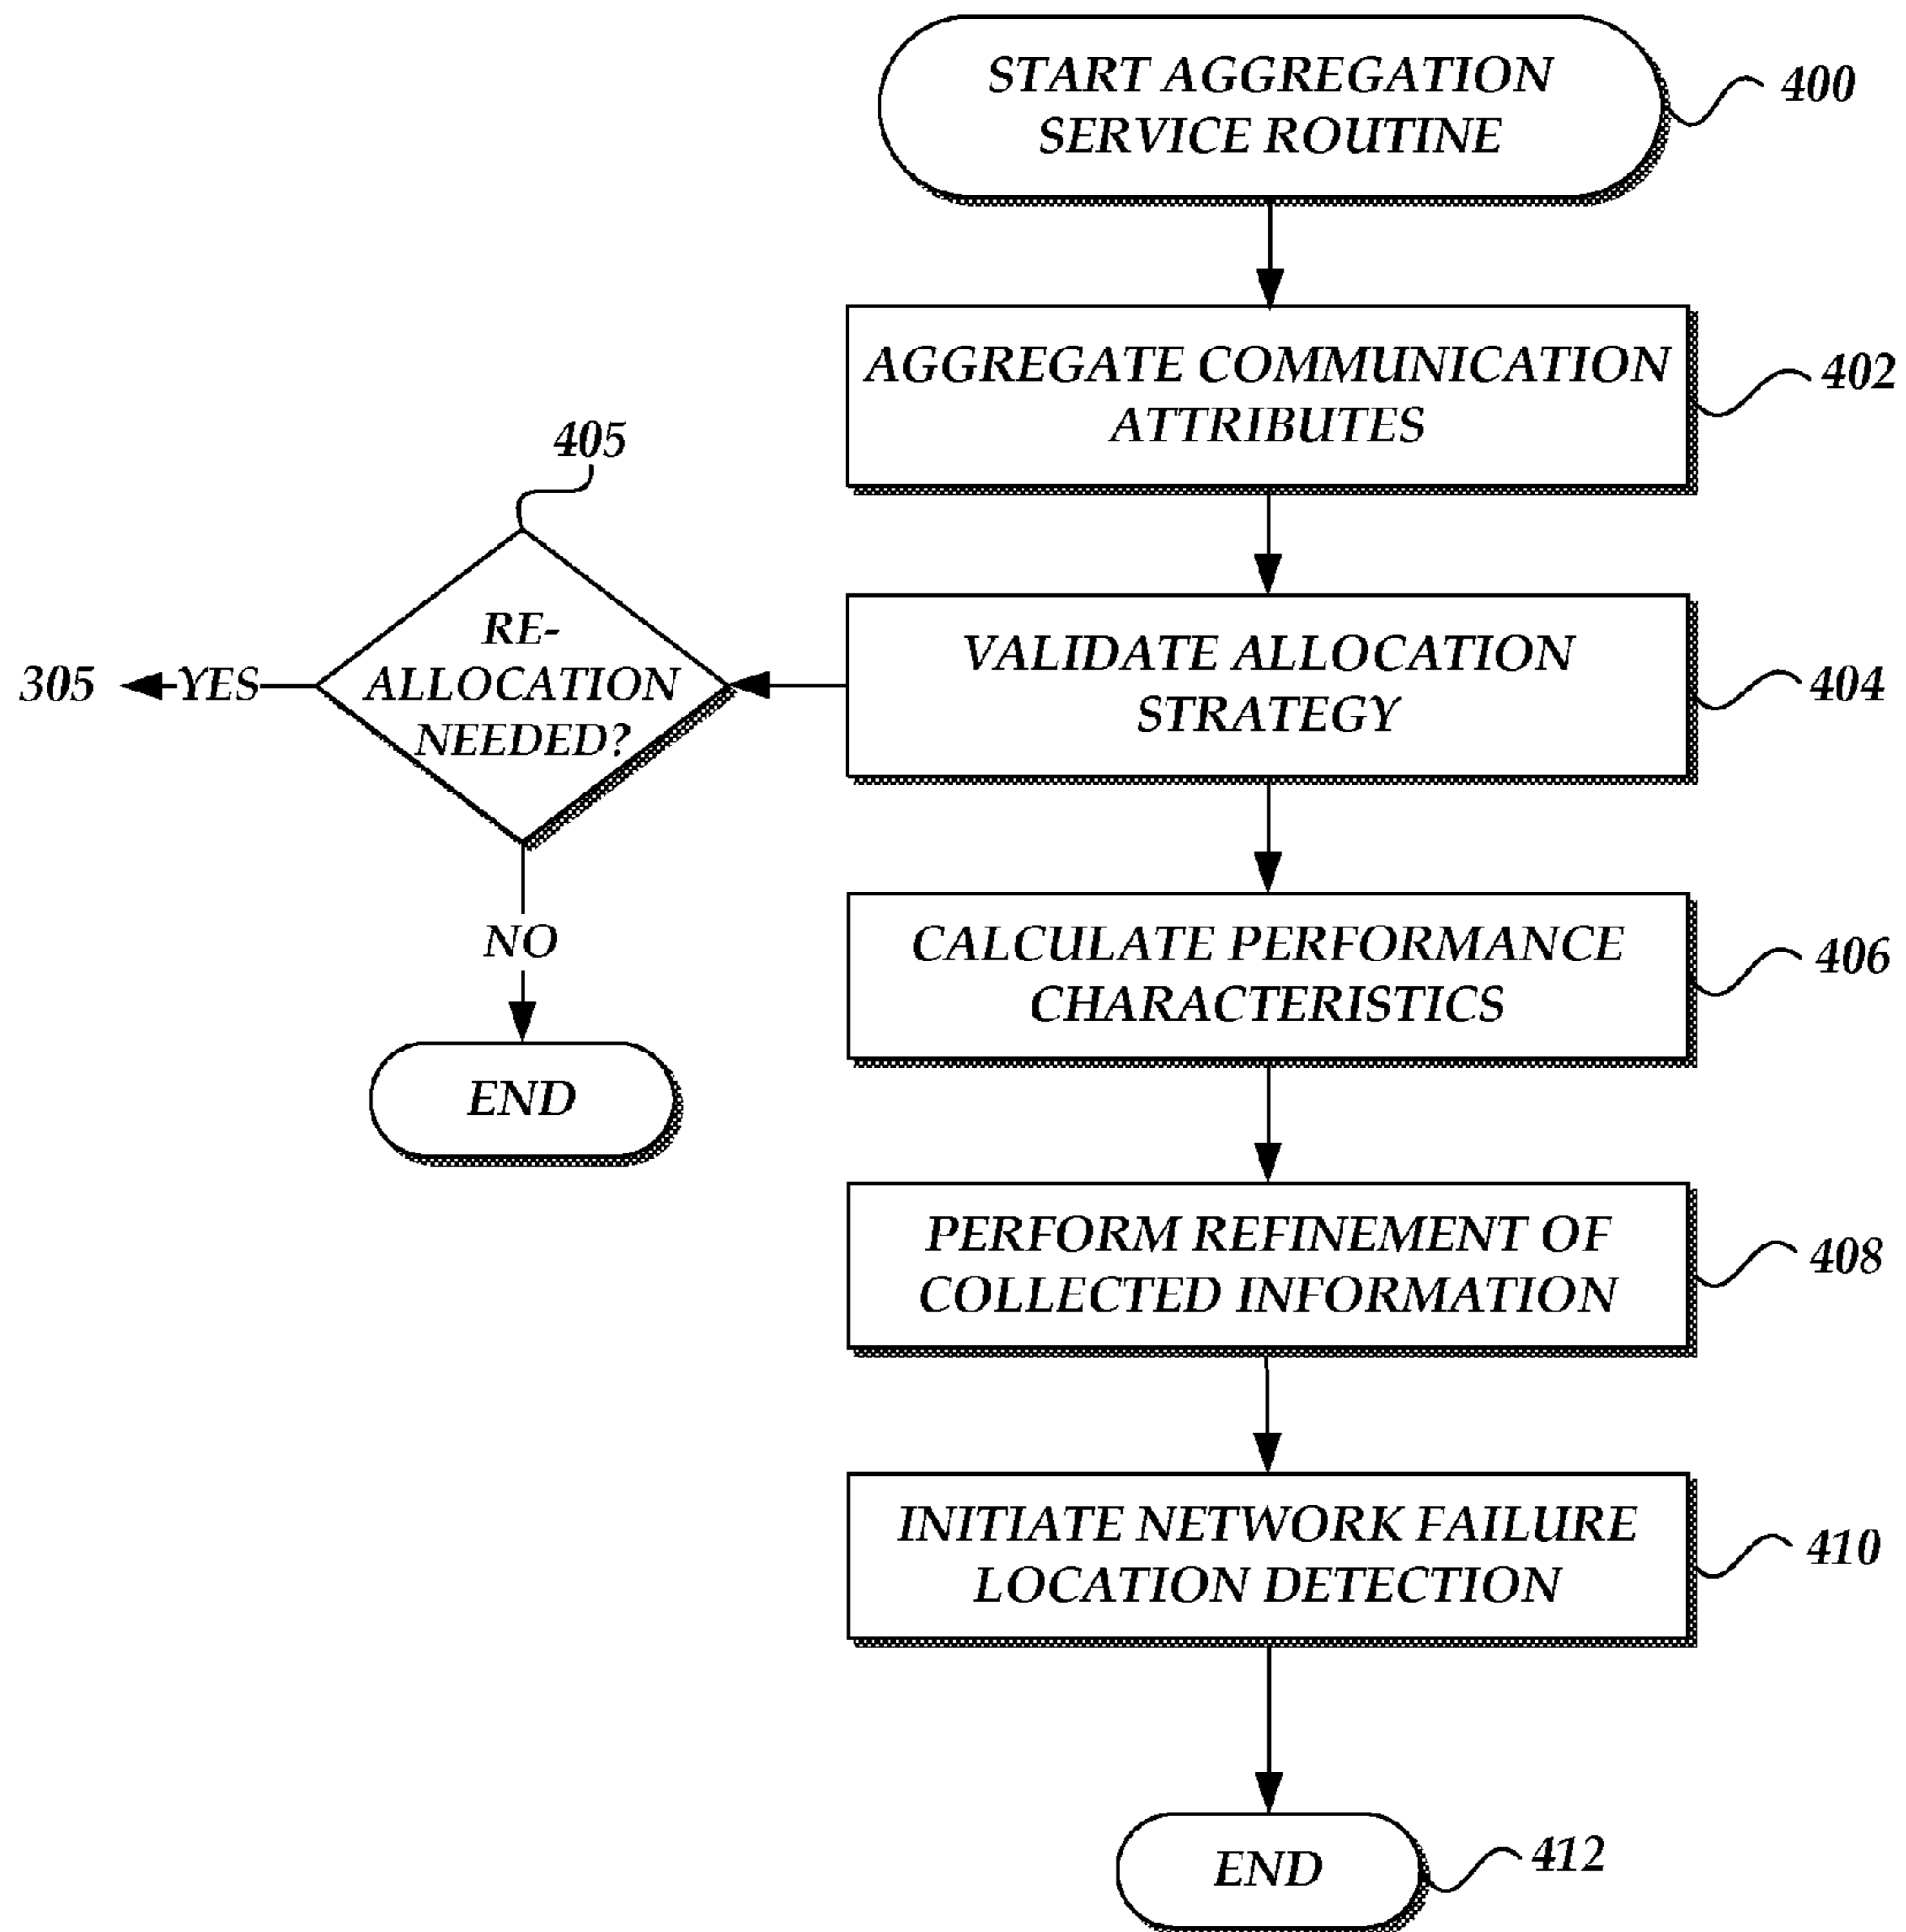 START AGGREGATION
SERVICE ROUTINE
400
AGGREGATE COMMUNICATION
ATTRIBUTES
402
405
RE-
ALLOCATION
NEEDED?
305
YES
VALIDATE ALLOCATION
STRATEGY
404
NO
END
CALCULATE PERFORMANCE
CHARACTERISTICS
406
PERFORM REFINEMENT OF
COLLECTED INFORMATION
408
INITIATE NETWORK FAILURE
LOCATION DETECTION
410
END
412